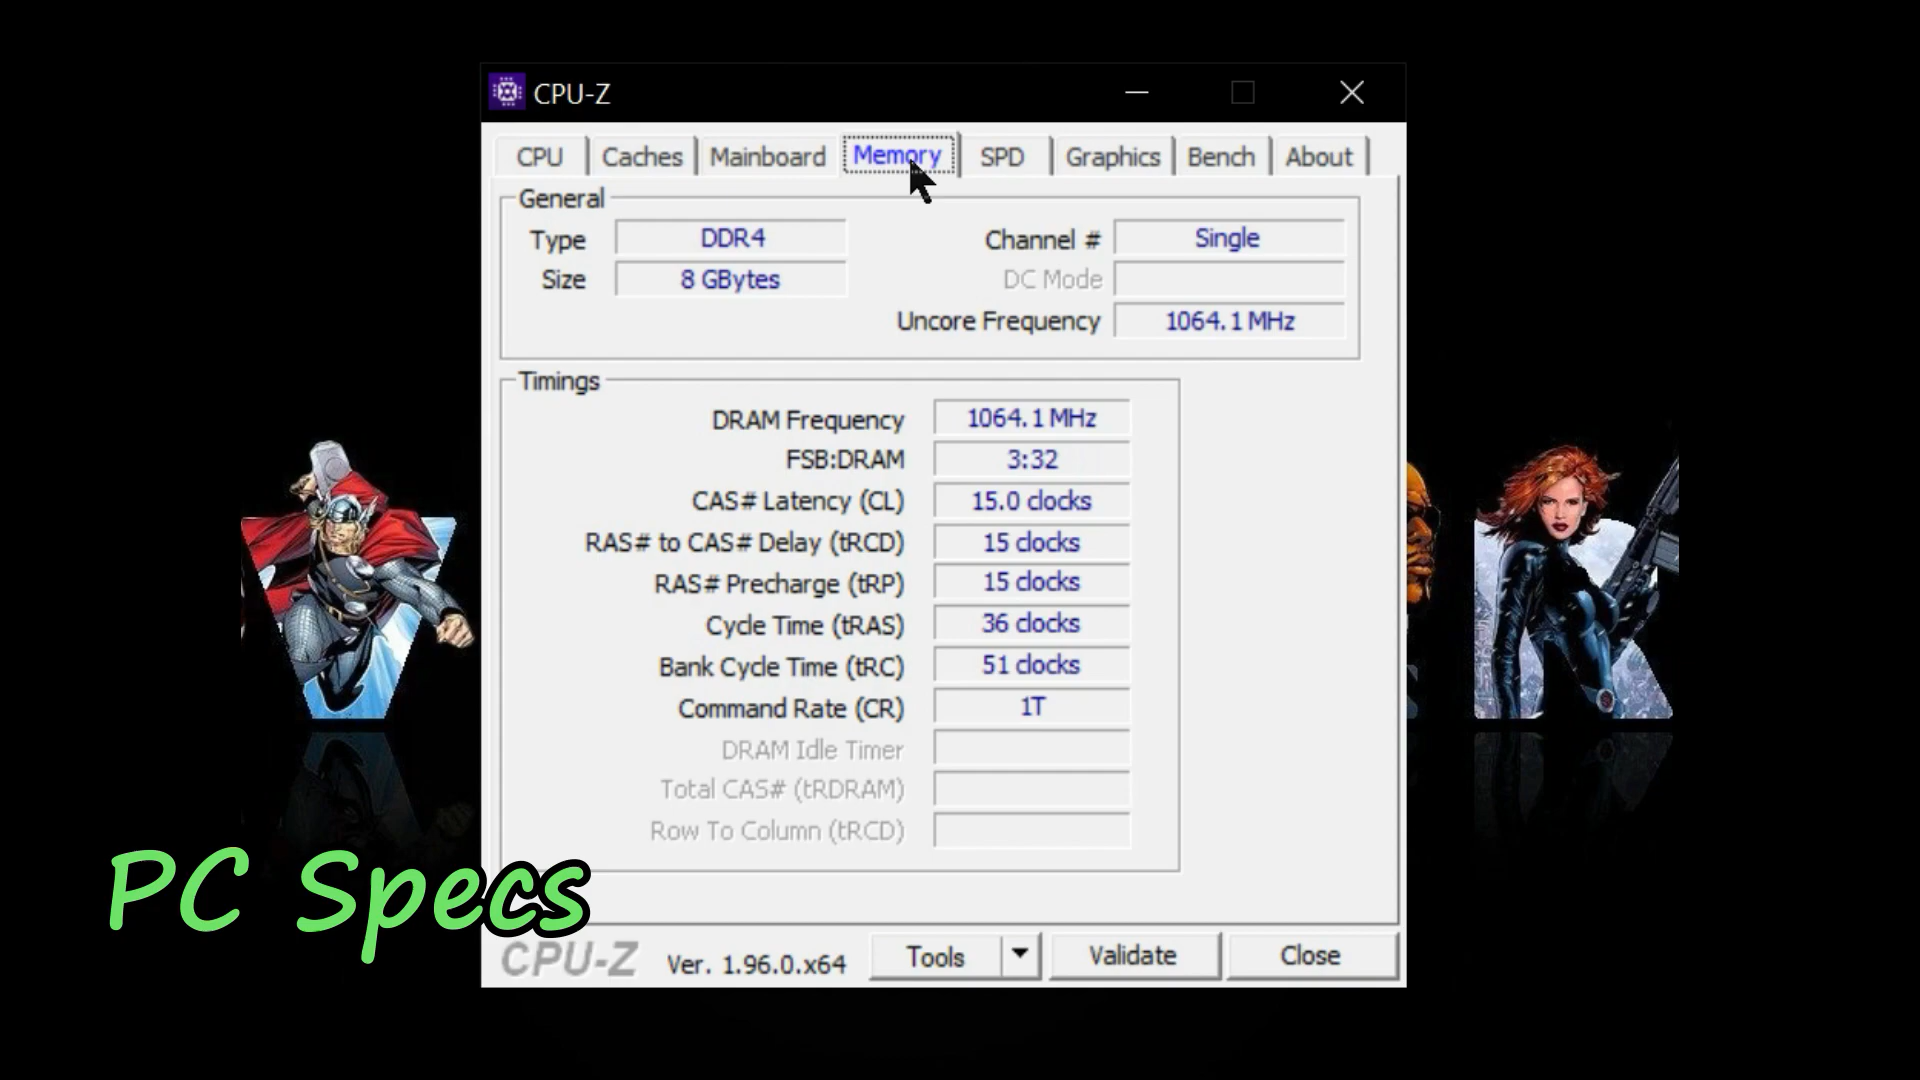 CPU-Z
CPU Caches Mainboard Memory SPD Graphics Bench About
General
Type DDR4 Channel # Single
Size 8 GBytes DC Mode
Uncore Frequency 1064.1 MHz
Timings
DRAM Frequency 1064.1 MHz
FSB:DRAM 3:32
CAS# Latency (CL) 15.0 clocks
RAS# to CAS# Delay (tRCD) 15 clocks
RAS# Precharge (tRP) 15 clocks
Cycle Time (tRAS) 36 clocks
Bank Cycle Time (tRC) 51 clocks
Command Rate (CR) 1T
DRAM Idle Timer
Total CAS# (tRDRAM)
Row To Column (tRCD)
PC Specs
CPU-Z Ver. 1.96.0.x64 Tools Validate Close